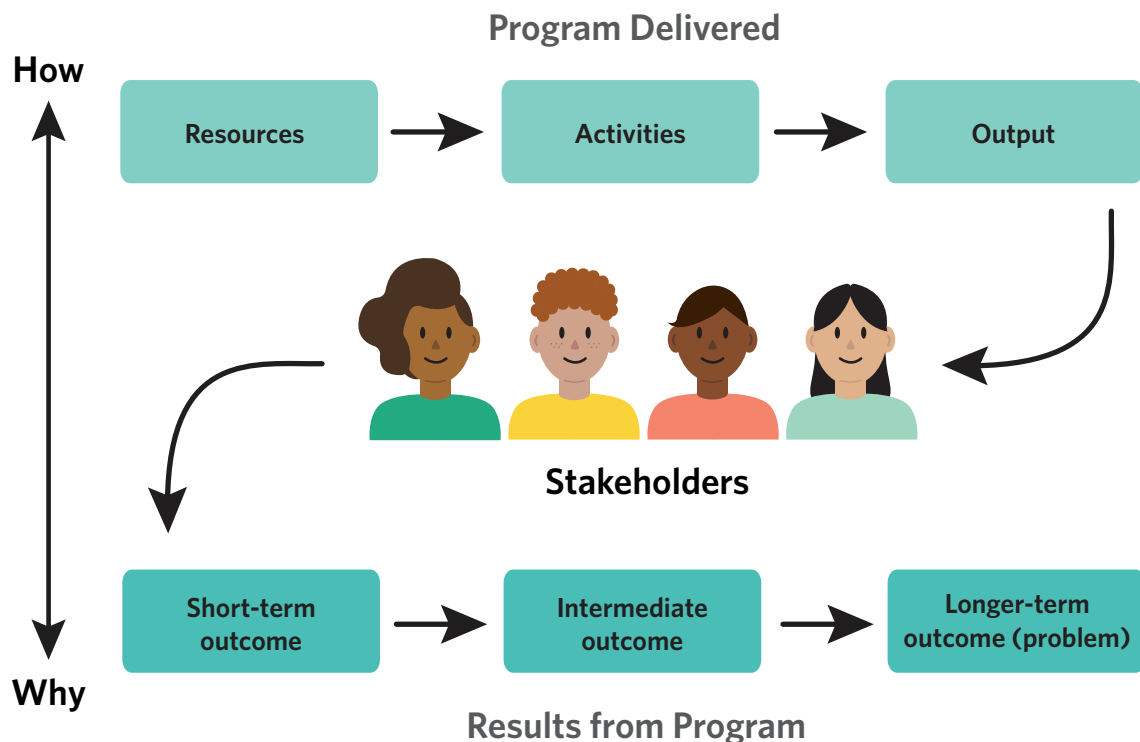 Program Delivered
How
Resources
Activities
Output
Stakeholders
Short-term
outcome
Intermediate
outcome
Longer-term
outcome (problem)
Why
Results from Program